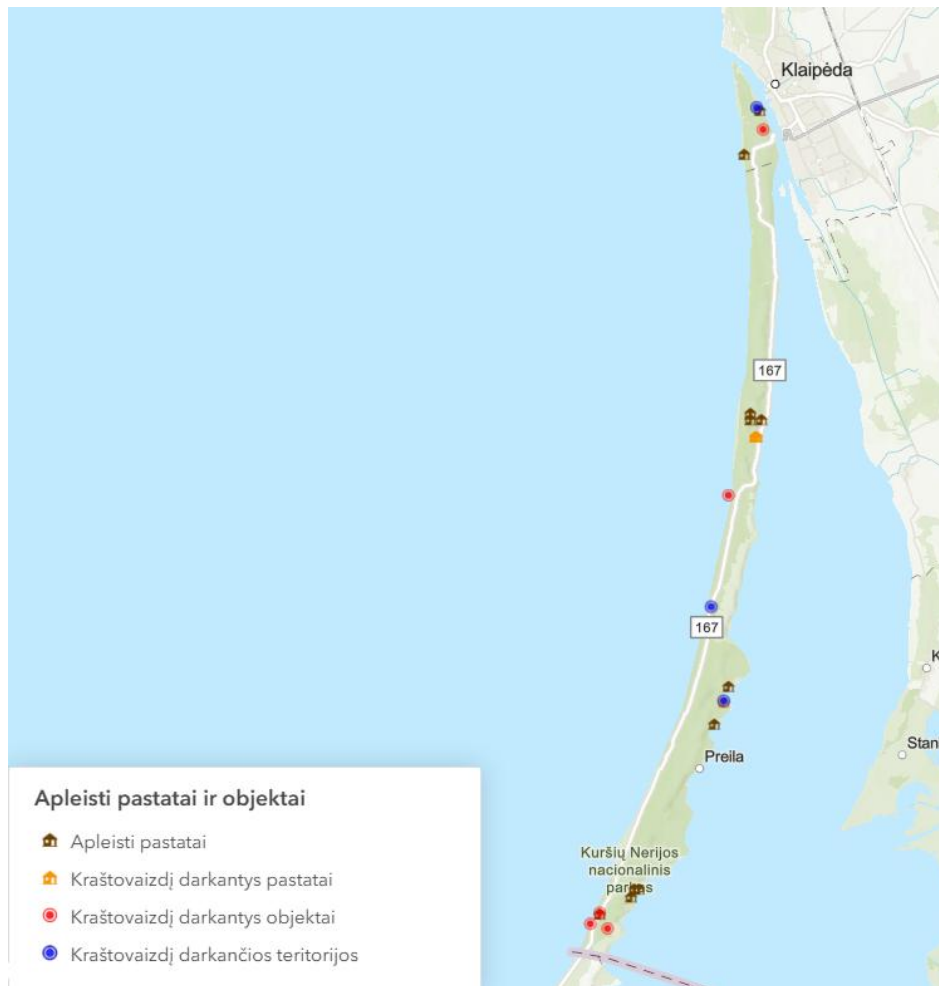 Klaipėda
167
167
K
Stan
Preila
Kuršių Nerijos
nacionalinis
parkas
Apleisti pastatai ir objektai
Apleisti pastatai
Kraštovaizdį darkantys pastatai
Kraštovaizdį darkantys objektai
Kraštovaizdį darkančios teritorijos